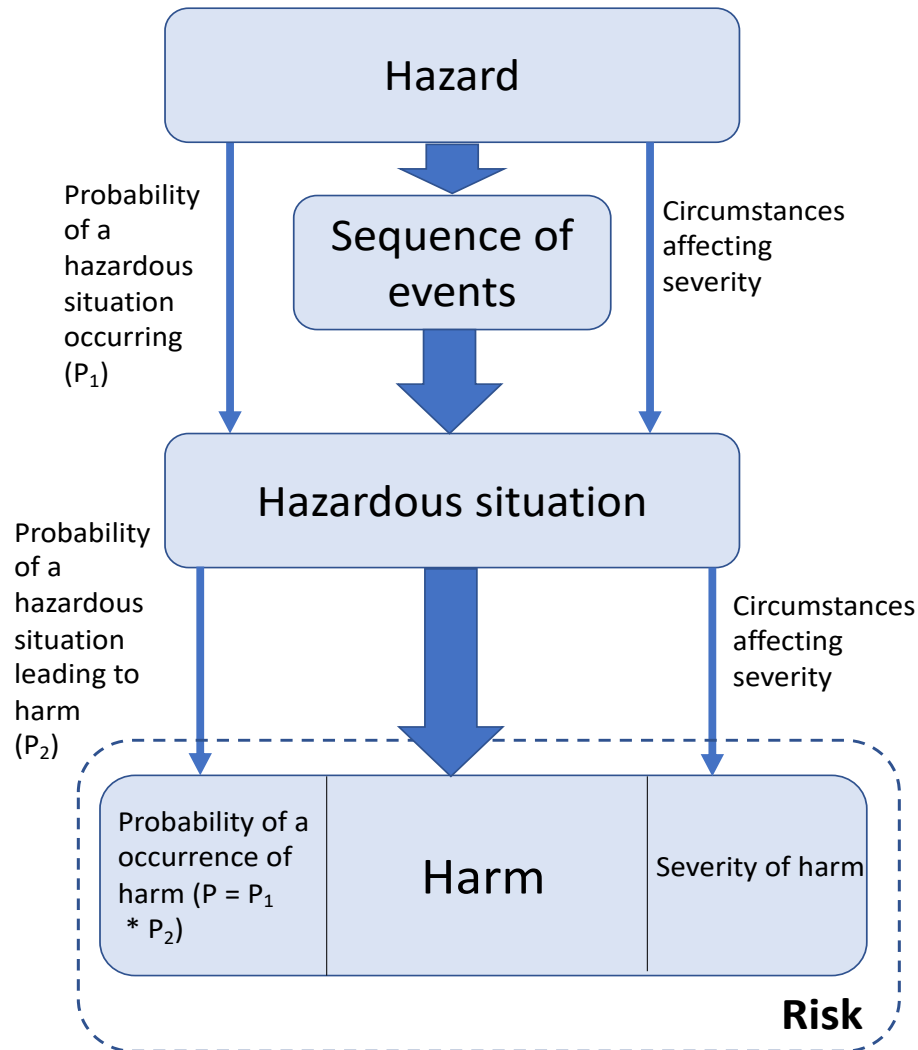 Hazard
Probability
of a
hazardous
situation
occurring
(P₁)
Sequence of
events
Circumstances
affecting
severity
Hazardous situation
Probability
of a
hazardous
situation
leading to
harm
(P₂)
Circumstances
affecting
severity
Probability of a
occurrence of
harm (P = P₁
* P₂)
Harm
Severity of harm
Risk